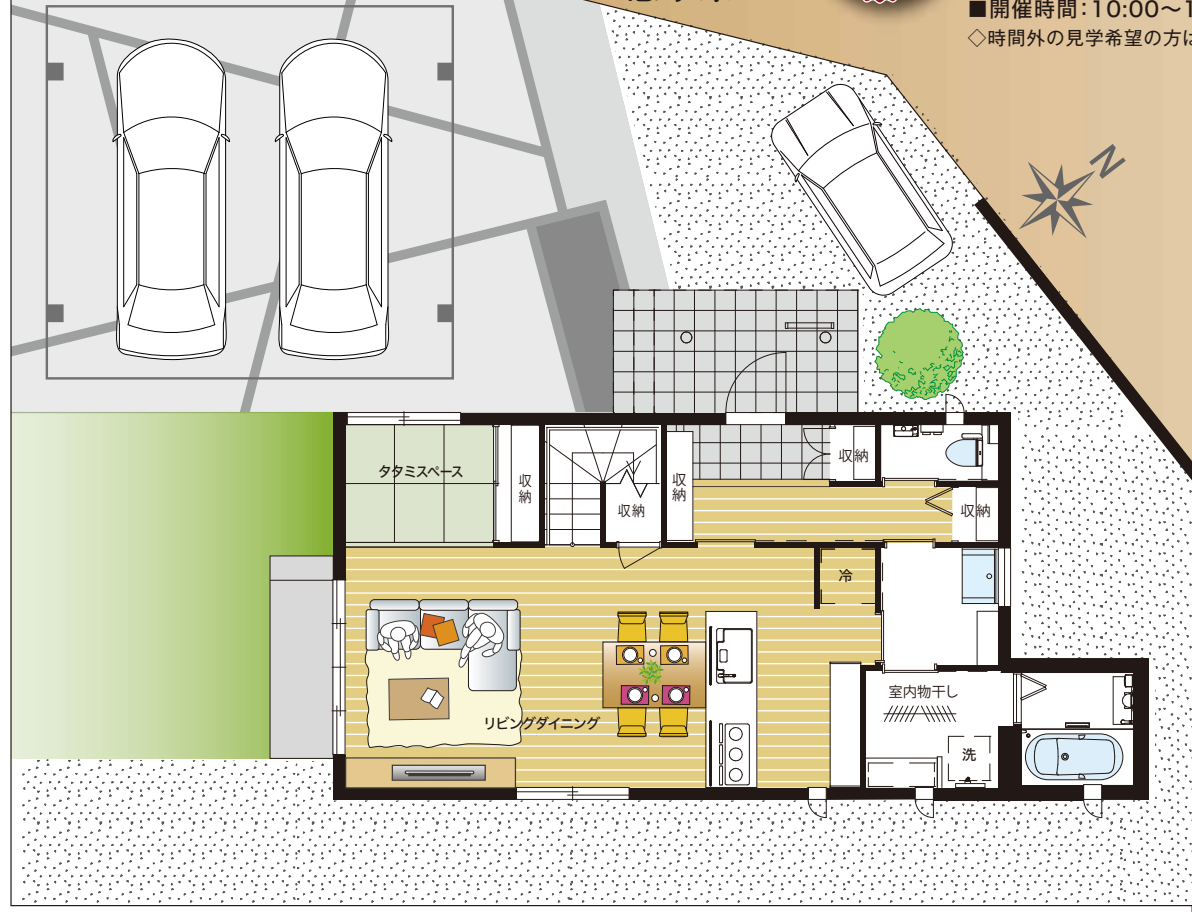 ■開催時間:10:00〜1
◇時間外の見学希望の方は
N
タタミスペース
収納
収納
収納
収納
収納
冷
室内物干し
リビングダイニング
洗